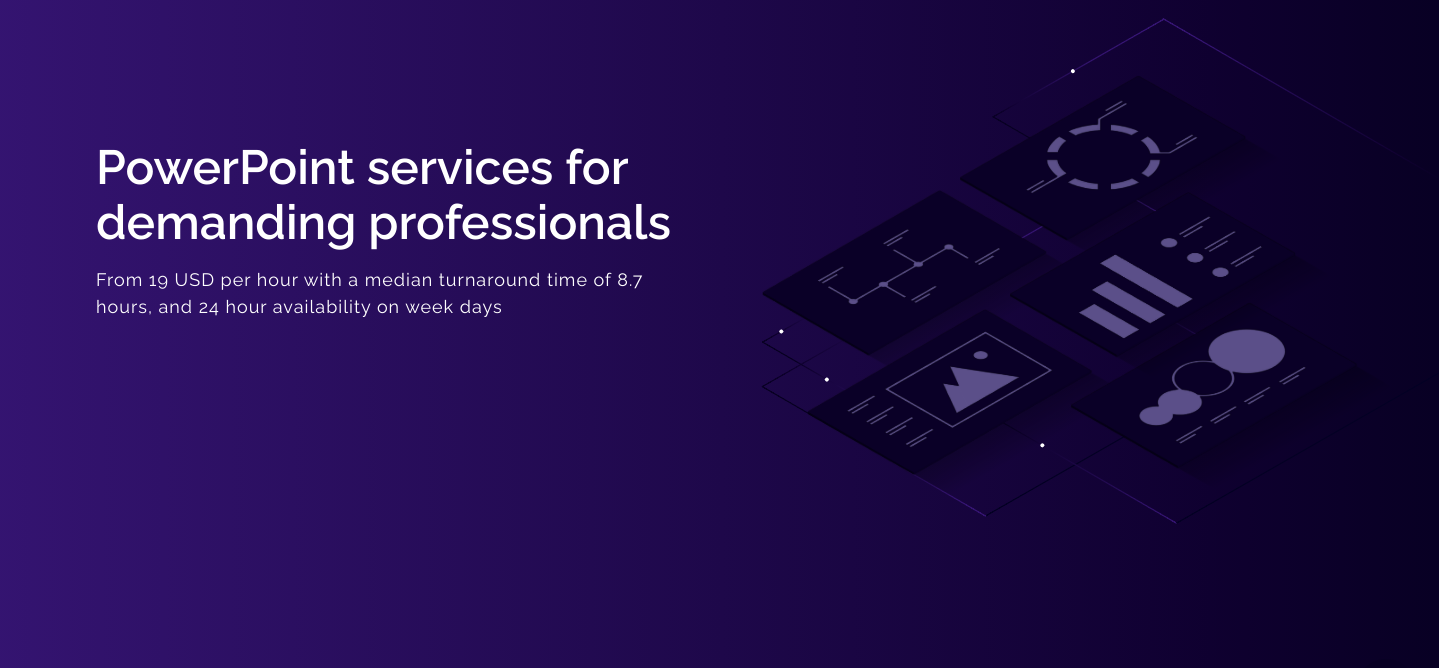 PowerPoint services for
demanding professionals
From 19 USD per hour with a median turnaround time of 8.7
hours, and 24 hour availability on week days